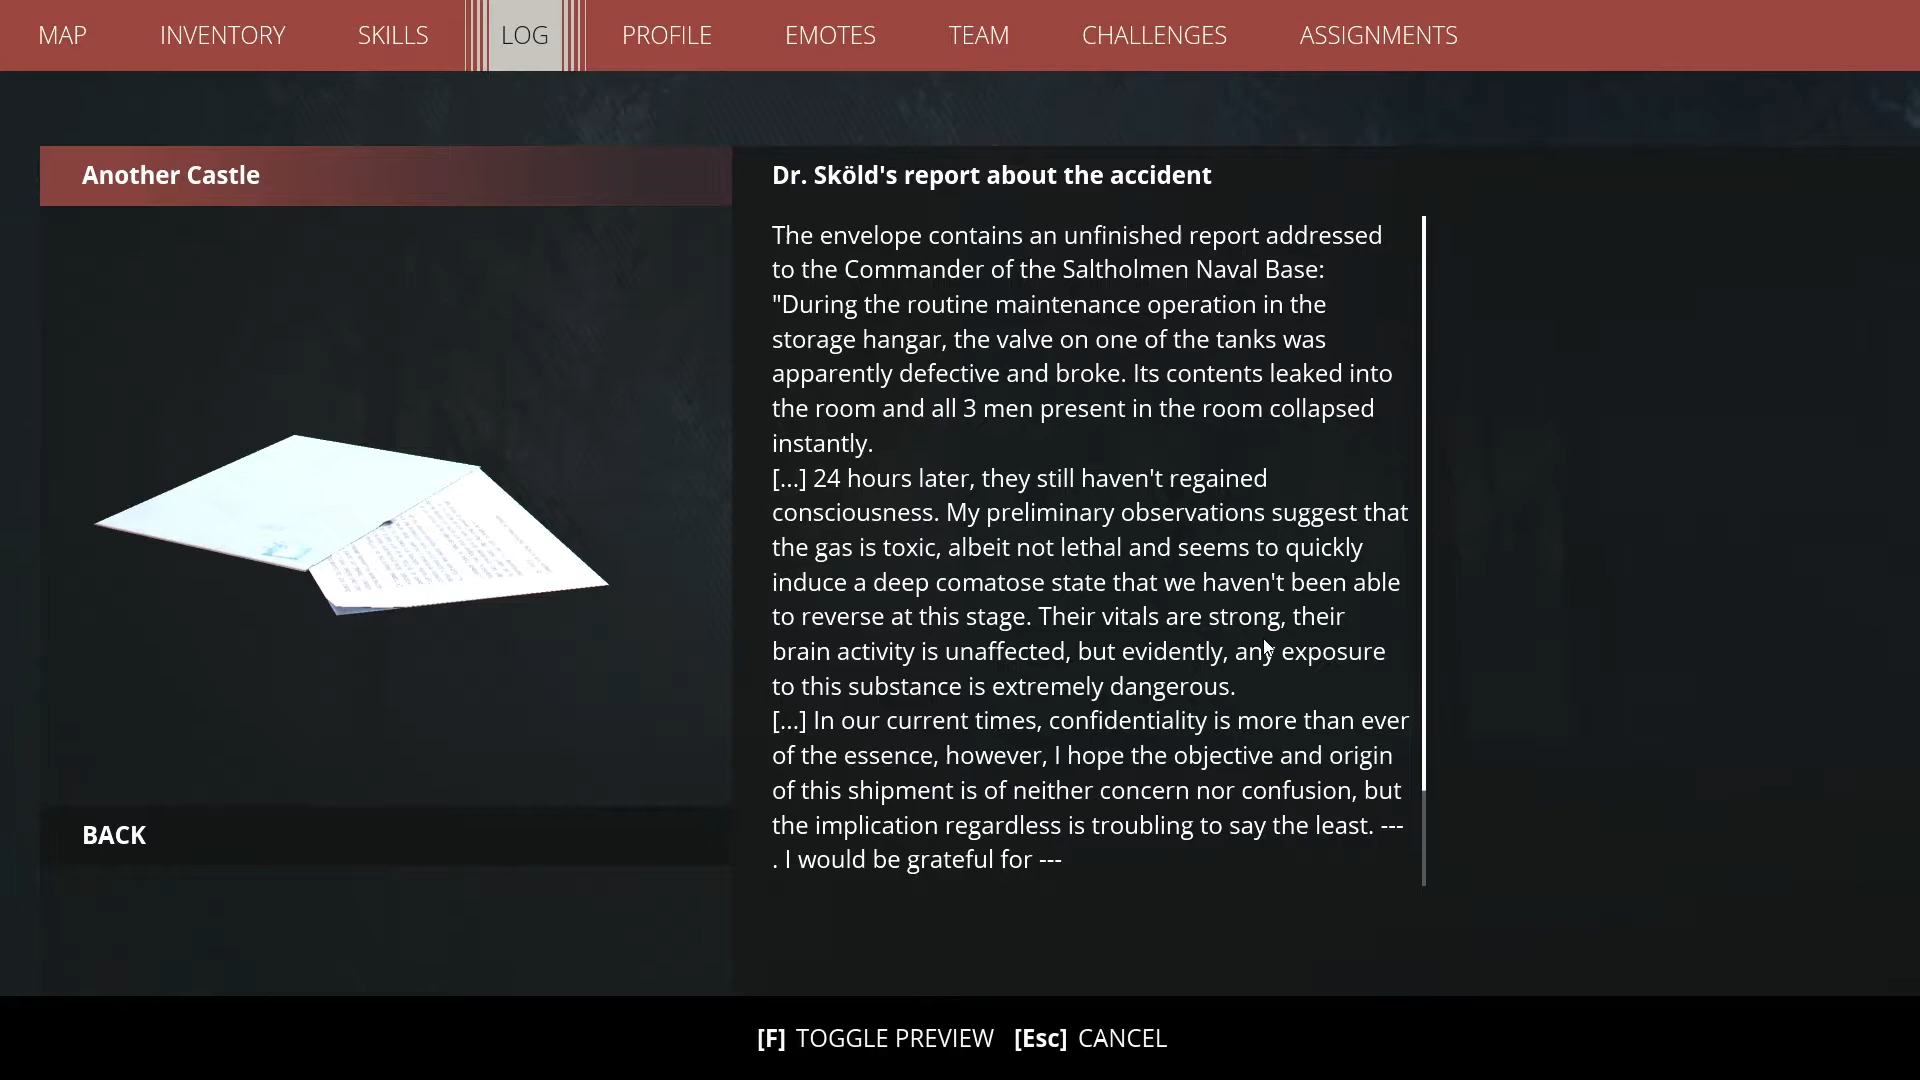 MAP INVENTORY SKILLS LOG PROFILE EMOTES TEAM CHALLENGES ASSIGNMENTS
Another Castle
Dr. Sköld's report about the accident
The envelope contains an unfinished report addressed
to the Commander of the Saltholmen Naval Base:
"During the routine maintenance operation in the
storage hangar, the valve on one of the tanks was
apparently defective and broke. Its contents leaked into
the room and all 3 men present in the room collapsed
instantly.
[...] 24 hours later, they still haven't regained
consciousness. My preliminary observations suggest that
the gas is toxic, albeit not lethal and seems to quickly
induce a deep comatose state that we haven't been able
to reverse at this stage. Their vitals are strong, their
brain activity is unaffected, but evidently, any exposure
to this substance is extremely dangerous.
[...] In our current times, confidentiality is more than ever
of the essence, however, I hope the objective and origin
of this shipment is of neither concern nor confusion, but
the implication regardless is troubling to say the least. ---
. I would be grateful for ---
BACK
[F] TOGGLE PREVIEW [Esc] CANCEL